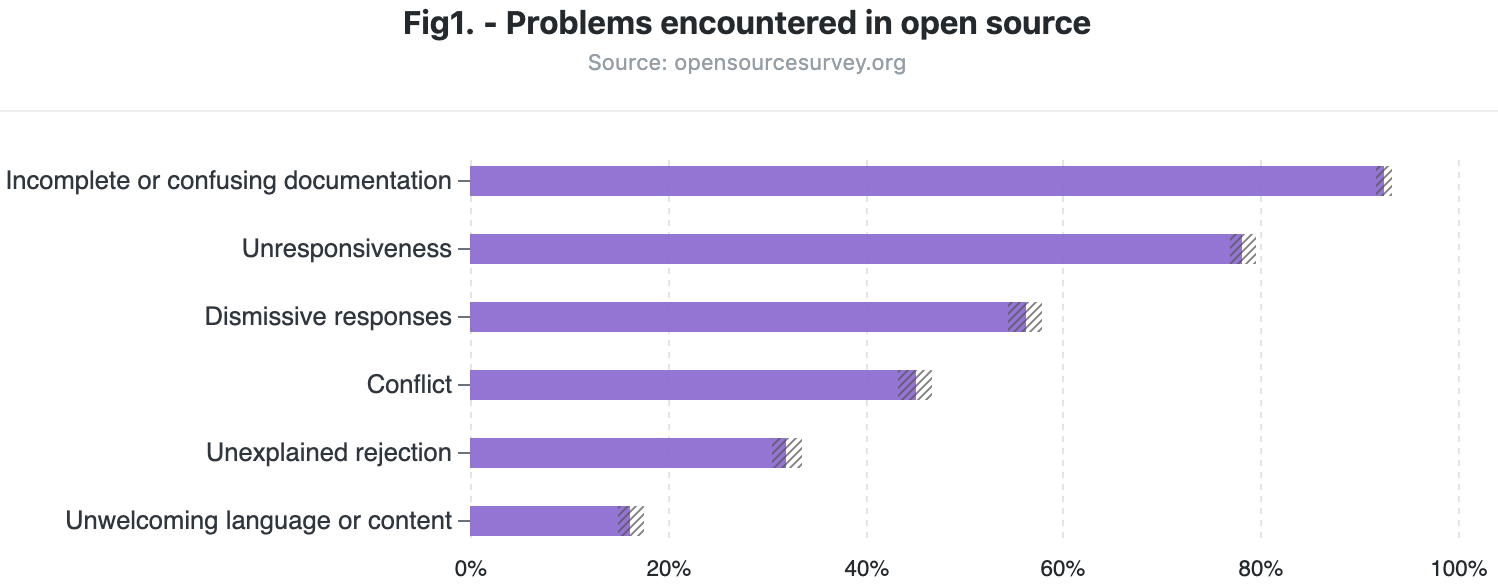 Fig1. - Problems encountered in open source
Source: opensourcesurvey.org
Incomplete or confusing documentation
Unresponsiveness
Dismissive responses
Conflict
Unexplained rejection
Unwelcoming language or content
0% 20% 40% 60% 80% 100%